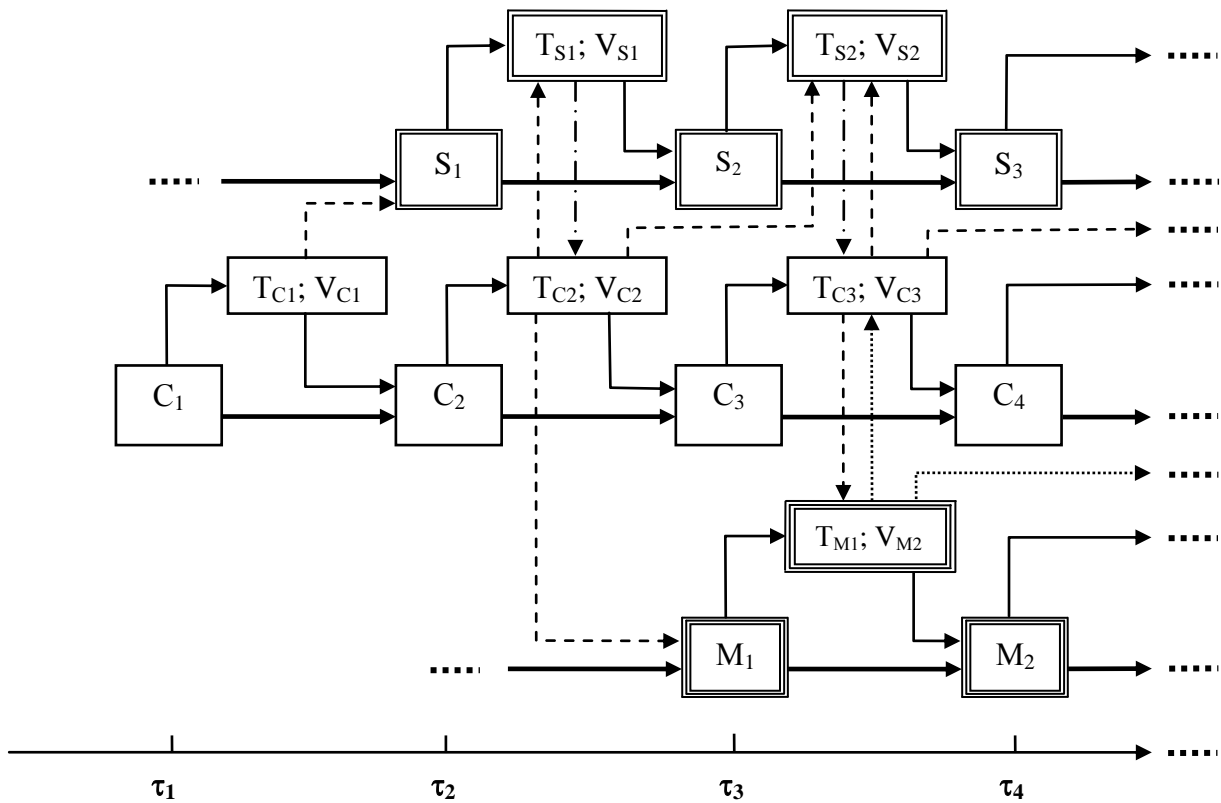 T_S1; V_S1
T_S2; V_S2
S_1
S_2
S_3
T_C1; V_C1
T_C2; V_C2
T_C3; V_C3
C_1
C_2
C_3
C_4
T_M1; V_M2
M_1
M_2
τ_1
τ_2
τ_3
τ_4